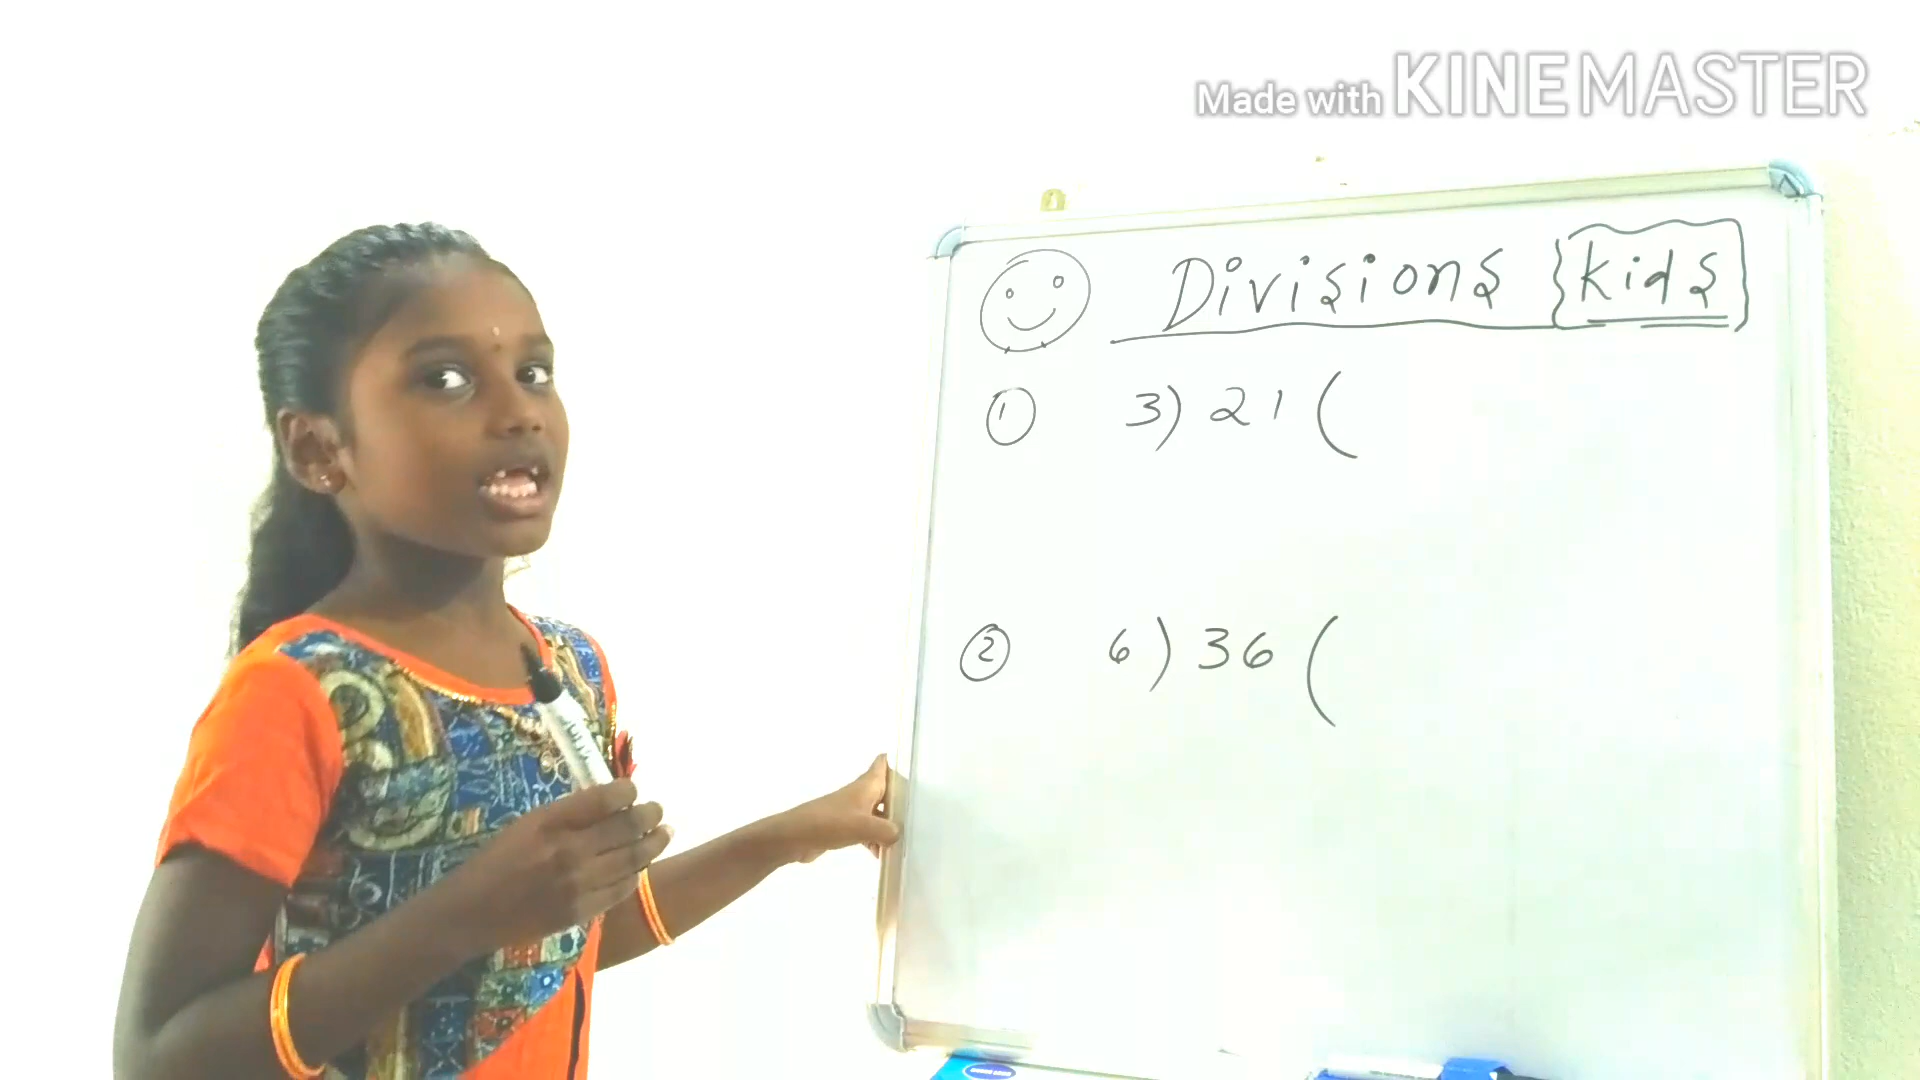 Made with KINEMASTER
Divisions Kids
1 3) 21 (
2 6) 36 (